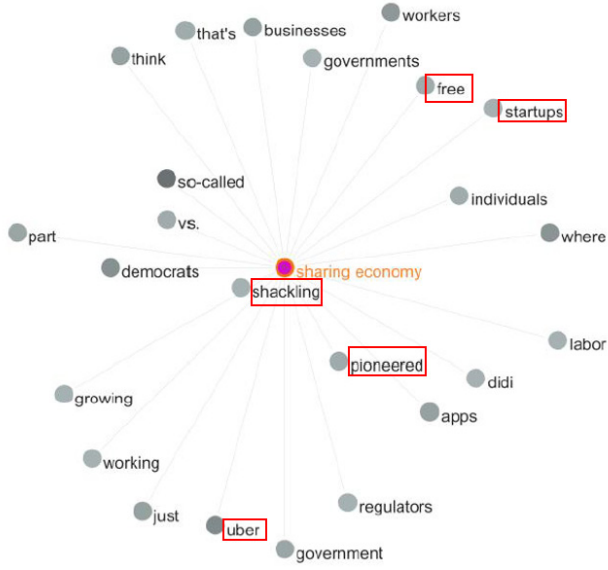 workers
that's
businesses
think
governments
free
startups
so-called
individuals
vs.
part
where
democrats
sharing economy
shackling
labor
pioneered
didi
growing
apps
working
regulators
just
uber
government